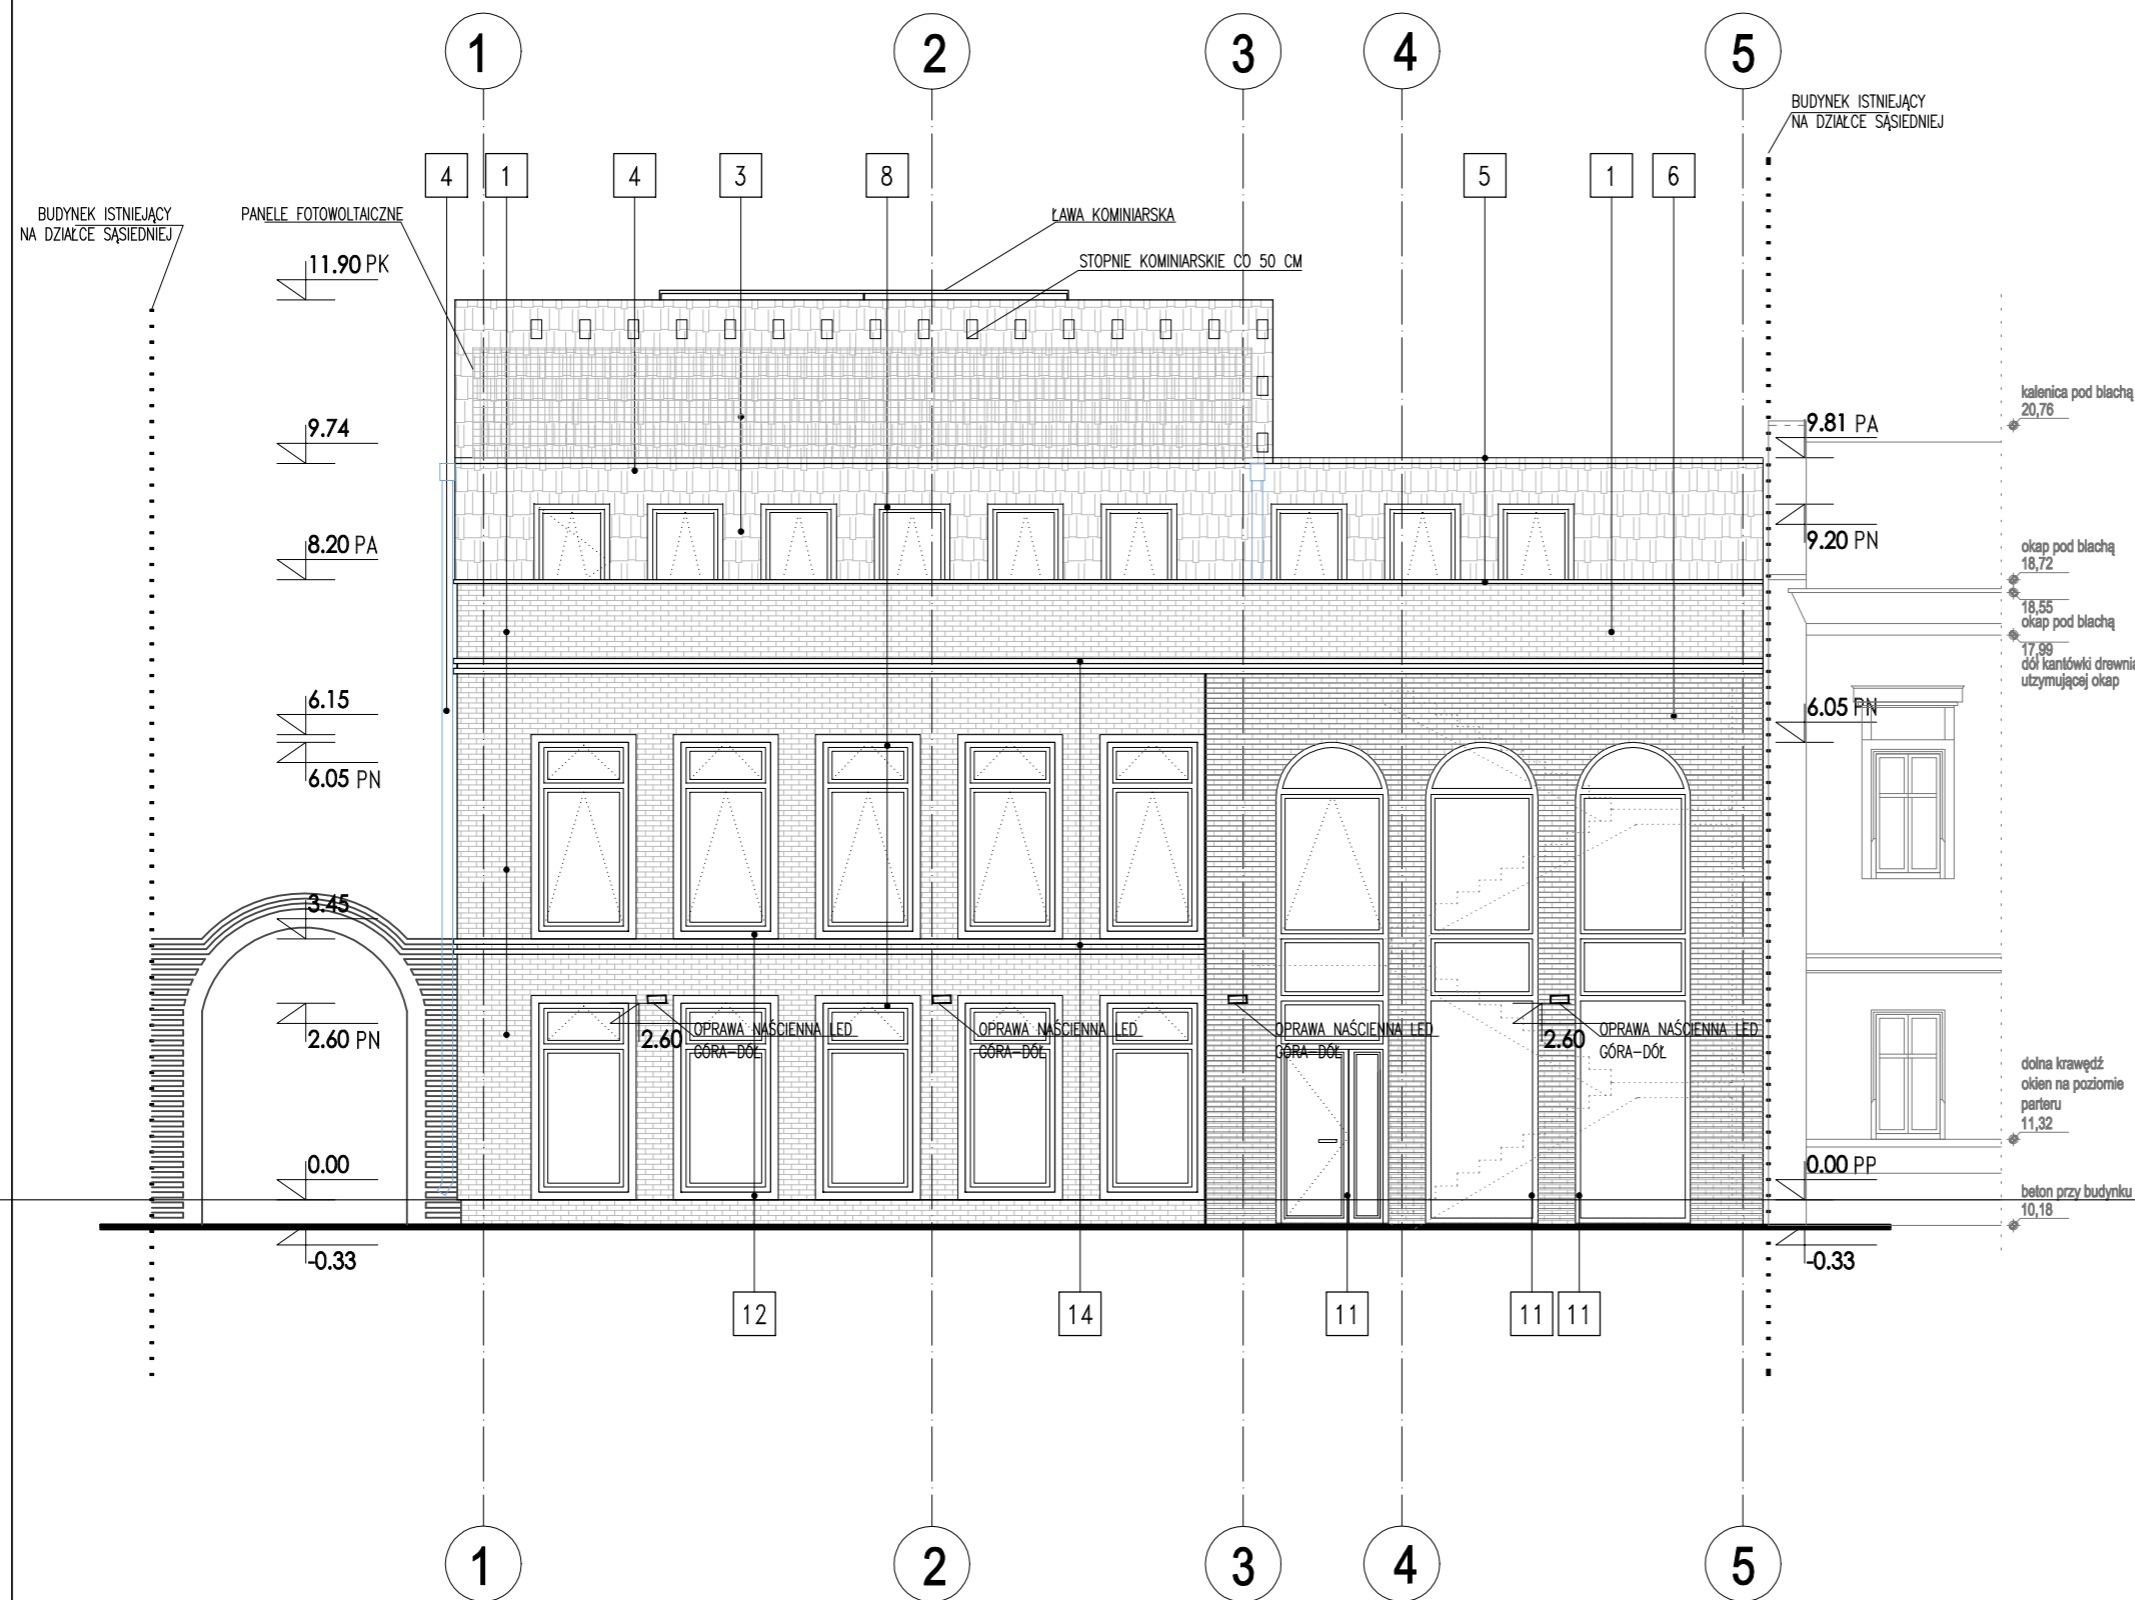 1
2
3
4
5
BUDYNEK ISTNIEJĄCY
NA DZIAŁCE SĄSIEDNIEJ
4
1
4
3
8
5
1
6
BUDYNEK ISTNIEJĄCY
NA DZIAŁCE SĄSIEDNIEJ
PANELE FOTOWOLTAICZNE
ŁAWA KOMINIARSKA
STOPNIE KOMINIARSKIE CO 50 CM
11.90 PK
9.74
8.20 PA
6.15
6.05 PN
3.45
2.60 PN
0.00
-0.33
9.81 PA
9.20 PN
6.05 PN
0.00 PP
-0.33
kalenica pod blachą
20,76
okap pod blachą
18,72
18,55
okap pod blachą
17,99
dół kantówki drewnia
utzymującej okap
dolna krawędź
okien na poziomie
parteru
11,32
beton przy budynku
10,18
2.60
OPRAWA NAŚCIENNA LED
GÓRA-DÓŁ
OPRAWA NAŚCIENNA LED
GÓRA-DÓŁ
OPRAWA NAŚCIENNA LED
GÓRA-DÓŁ
2.60
OPRAWA NAŚCIENNA LED
GÓRA-DÓŁ
12
14
11
11
11
1
2
3
4
5